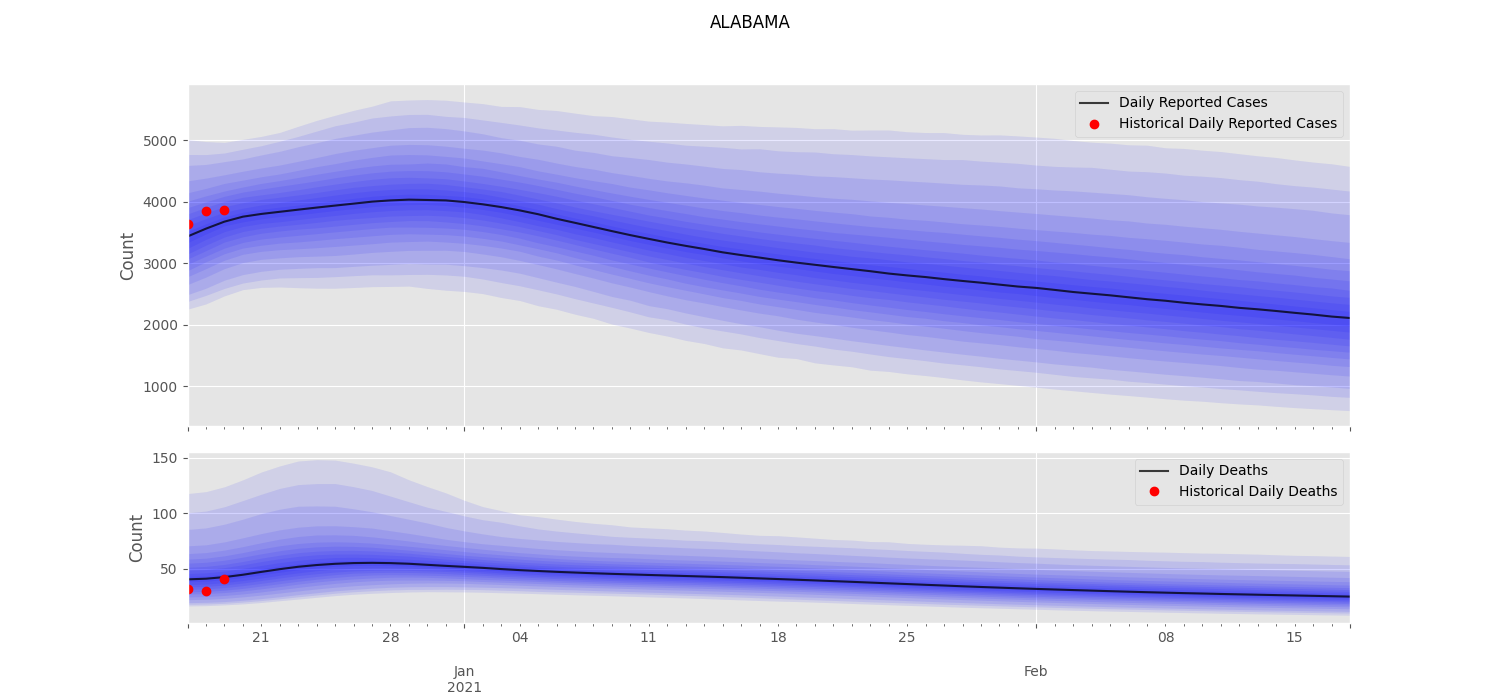 ALABAMA
Daily Reported Cases
Historical Daily Reported Cases
5000
4000
3000
2000
1000
Count
Daily Deaths
Historical Daily Deaths
150
100
50
Count
21 28 04 11 18 25 08 15
Jan Feb
2021